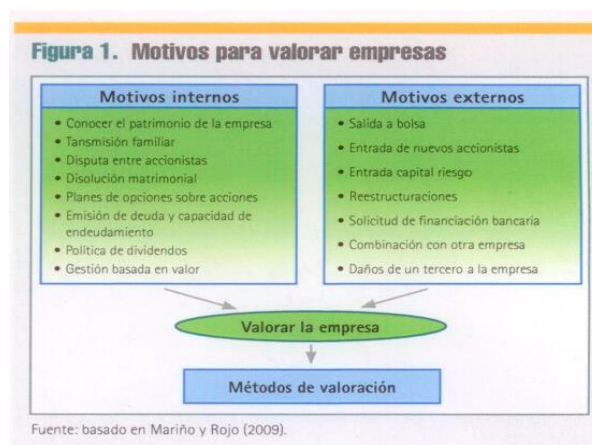 Figura 1. Motivos para valorar empresas
Motivos internos
• Conocer el patrimonio de la empresa
• Tansmisión familiar
• Disputa entre accionistas
• Disolución matrimonial
• Planes de opciones sobre acciones
• Emisión de deuda y capacidad de
endeudamiento
• Política de dividendos
• Gestión basada en valor
Motivos externos
• Salida a bolsa
• Entrada de nuevos accionistas
• Entrada capital riesgo
• Reestructuraciones
• Solicitud de financiación bancaria
• Combinación con otra empresa
• Daños de un tercero a la empresa
Valorar la empresa
Métodos de valoración
Fuente: basado en Mariño y Rojo (2009).